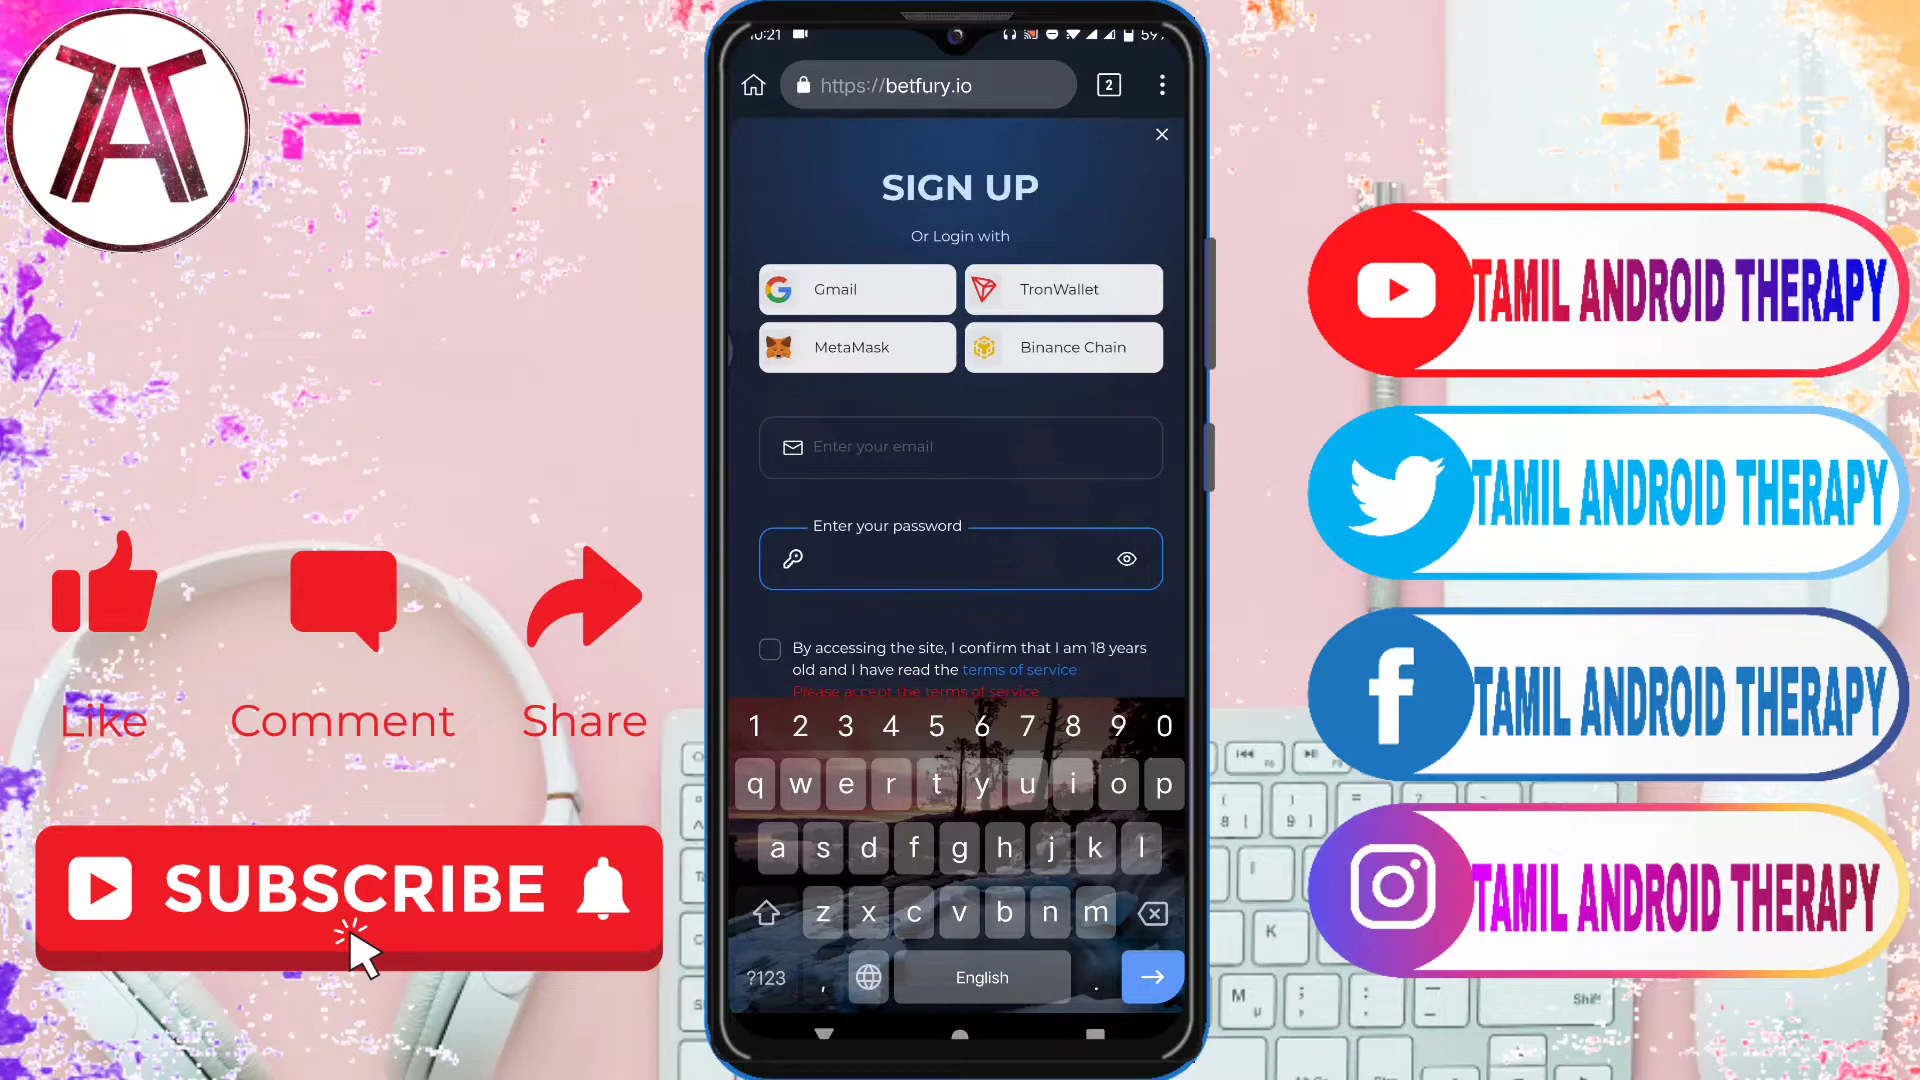 10:21
59
https://betfury.io
2
SIGN UP
Or Login with
Gmail
TronWallet
MetaMask
Binance Chain
Enter your email
Enter your password
By accessing the site, I confirm that I am 18 years
old and I have read the terms of service
Please accept the terms of service
1 2 3 4 5 6 7 8 9 0
q w e r t y u i o p
a s d f g h j k l
z x c v b n m
?123 , English .
Like
Comment
Share
SUBSCRIBE
TAMIL ANDROID THERAPY
TAMIL ANDROID THERAPY
TAMIL ANDROID THERAPY
TAMIL ANDROID THERAPY